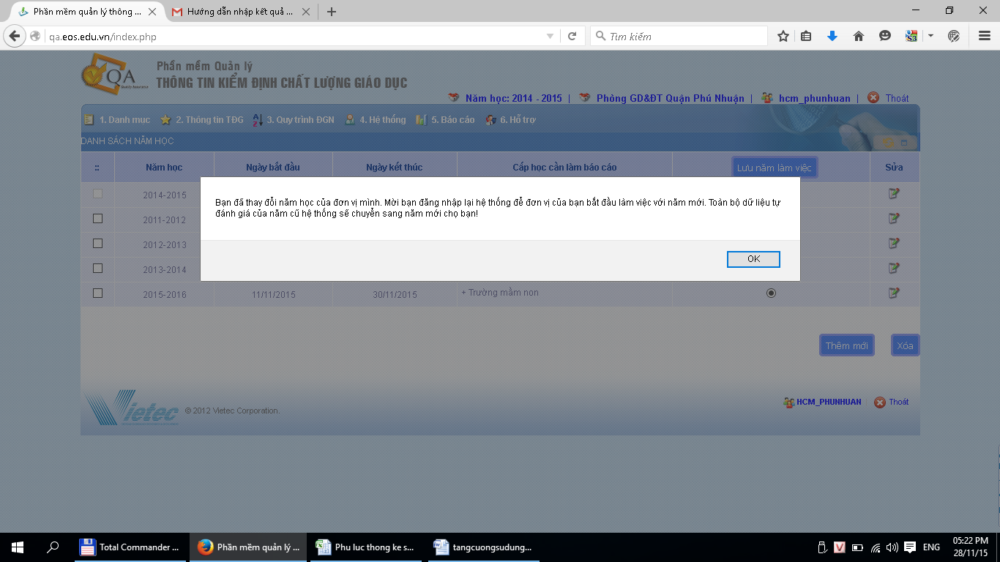 Phần mềm quản lý thông ...
Hướng dẫn nhập kết quả ...
qa.eos.edu.vn/index.php
Tìm kiếm
QA
Phần mềm Quản lý
THÔNG TIN KIỂM ĐỊNH CHẤT LƯỢNG GIÁO DỤC
Năm học: 2014 - 2015 | Phòng GD&ĐT Quận Phú Nhuận | hcm_phunhuan | Thoát
1. Danh mục 2. Thông tin TĐG 3. Quy trình ĐGN 4. Hệ thống 5. Báo cáo 6. Hỗ trợ
DANH SÁCH NĂM HỌC
:: Năm học Ngày bắt đầu Ngày kết thúc Cấp học cần làm báo cáo Lưu năm làm việc Sửa
2014-2015
2011-2012
2012-2013
2013-2014
Bạn đã thay đổi năm học của đơn vị mình. Mời bạn đăng nhập lại hệ thống để đơn vị của bạn bắt đầu làm việc với năm mới. Toàn bộ dữ liệu tự
đánh giá của năm cũ hệ thống sẽ chuyển sang năm mới chọ bạn!
OK
2015-2016 11/11/2015 30/11/2015 + Trường mầm non
Thêm mới Xóa
Vietec © 2012 Vietec Corporation.
HCM_PHUNHUAN Thoát
Total Commander ...
Phần mềm quản lý ...
Phu luc thong ke s...
tangcuongsudung...
ENG
05:22 PM
28/11/15